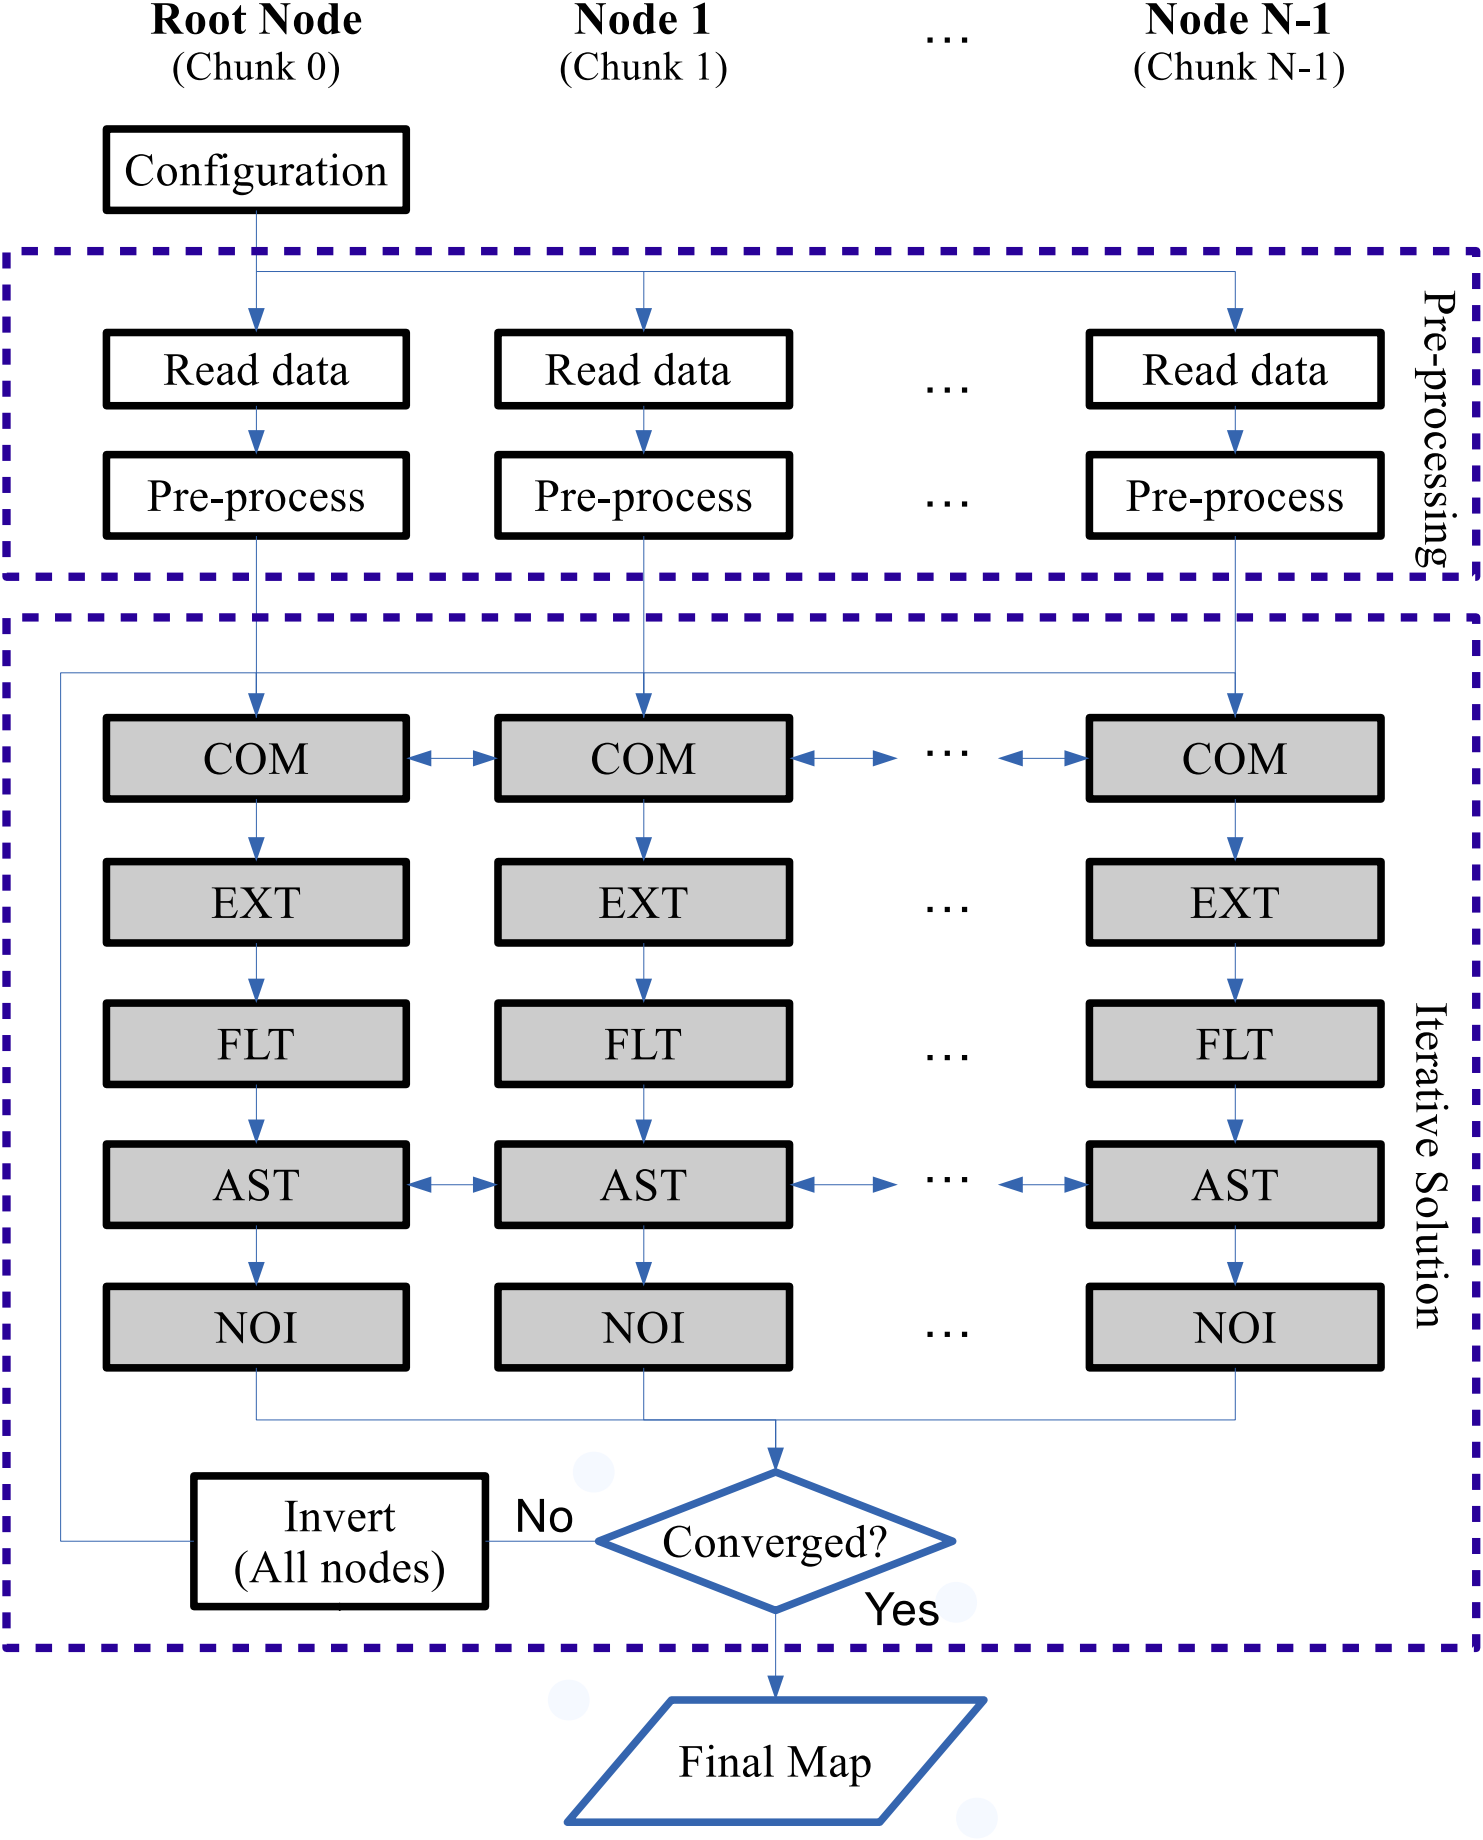 Root Node Node 1 … Node N-1
(Chunk 0) (Chunk 1) (Chunk N-1)
Configuration
Pre-processing
Read data Read data … Read data
Pre-process Pre-process … Pre-process
COM COM … COM
EXT EXT … EXT
FLT FLT … FLT
Iterative Solution
AST AST … AST
NOI NOI … NOI
Invert
(All nodes)
No
Converged?
Yes
Final Map